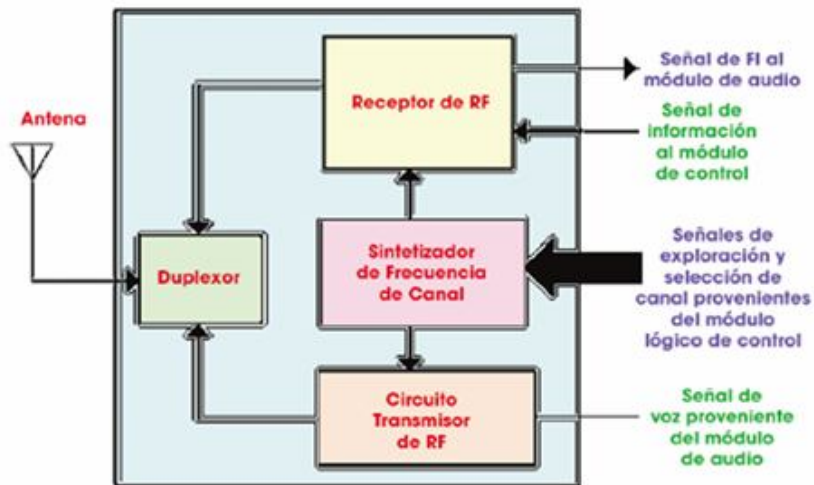 Antena
Duplexor
Receptor de RF
Sintetizador
de Frecuencia
de Canal
Circuito
Transmisor
de RF
Señal de FI al
módulo de audio
Señal de
información
al módulo
de control
Señales de
exploración y
selección de
canal provenientes
del módulo
lógico de control
Señal de
voz proveniente
del módulo
de audio